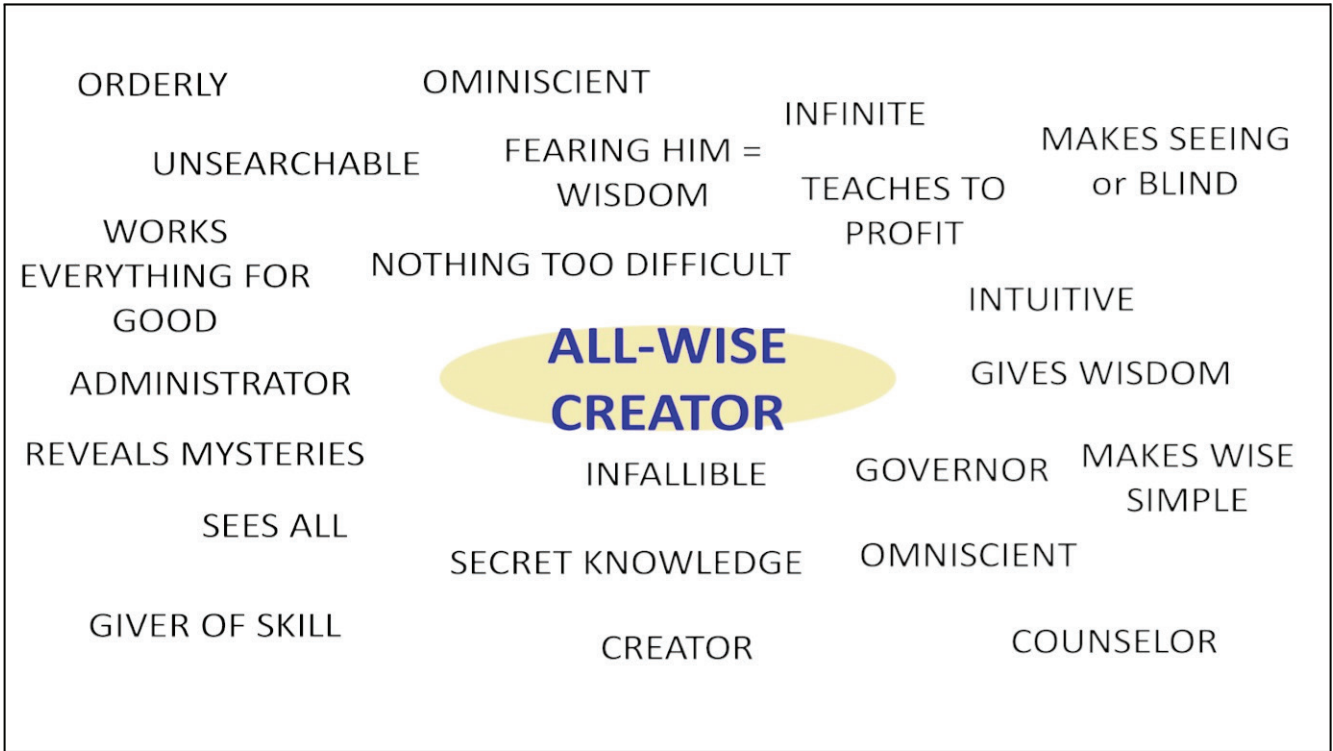 ORDERLY
OMINISCIENT
INFINITE
UNSEARCHABLE
FEARING HIM =
WISDOM
MAKES SEEING
or BLIND
TEACHES TO
PROFIT
WORKS
EVERYTHING FOR
GOOD
NOTHING TOO DIFFICULT
INTUITIVE
ALL-WISE
CREATOR
ADMINISTRATOR
GIVES WISDOM
REVEALS MYSTERIES
INFALLIBLE
GOVERNOR
MAKES WISE
SIMPLE
SEES ALL
SECRET KNOWLEDGE
OMNISCIENT
GIVER OF SKILL
CREATOR
COUNSELOR